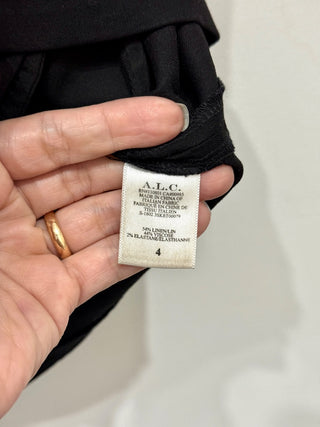 A.L.C.
MADE IN CHINA OF
ITALIAN FABRIC
FABRIQUE EN CHINE DE
TISSU ITALIEN
54% LINEN/LIN
44% VISCOSE
2% ELASTANE/ELASTHANNE
4